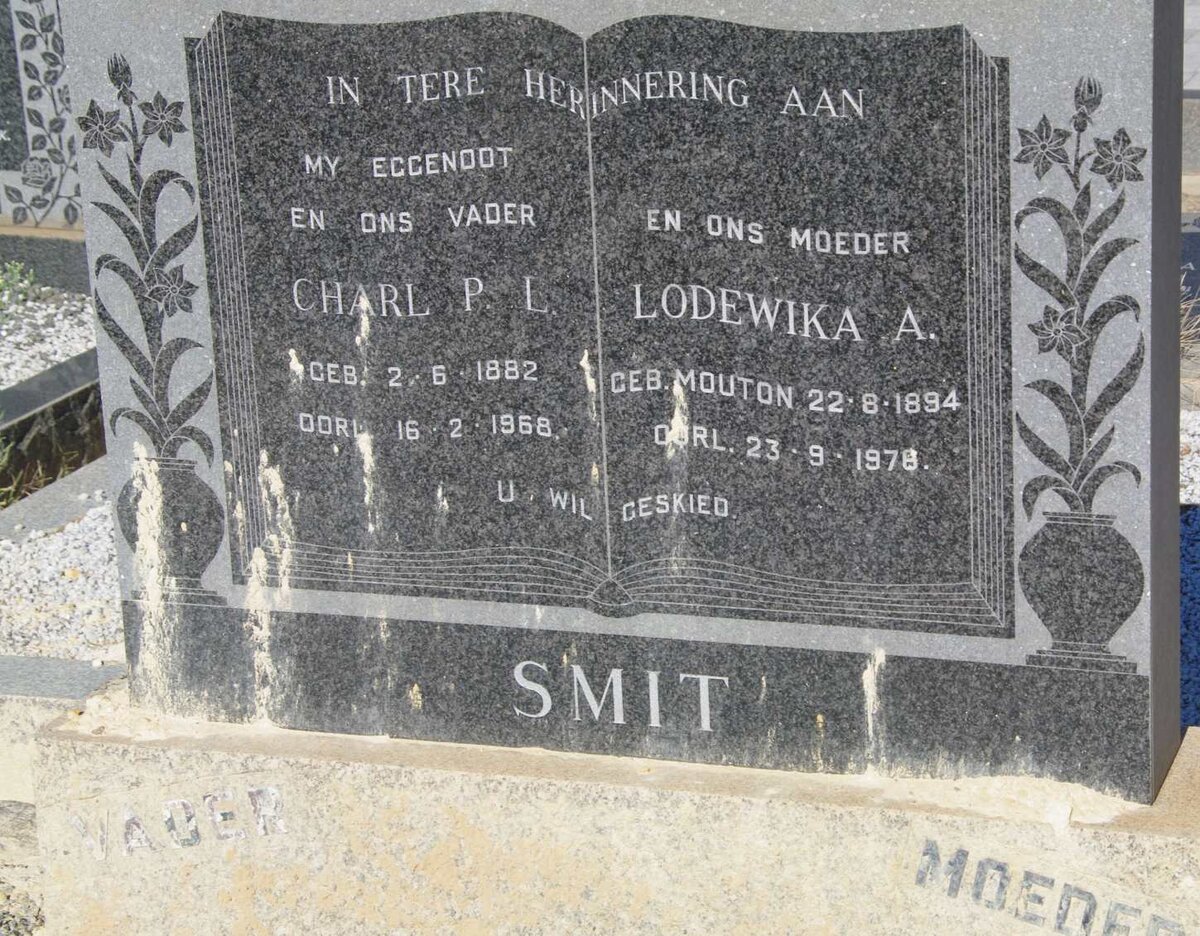 IN TERE HERINNERING AAN
MY EGGENOOT
EN ONS VADER
CHARL P. L.
GEB. 2·6·1882
OORL. 16·2·1968.
EN ONS MOEDER
LODEWIKA A.
GEB. MOUTON 22·8·1894
OORL. 23·9·1978.
U WIL GESKIED
SMIT
VADER
MOEDER